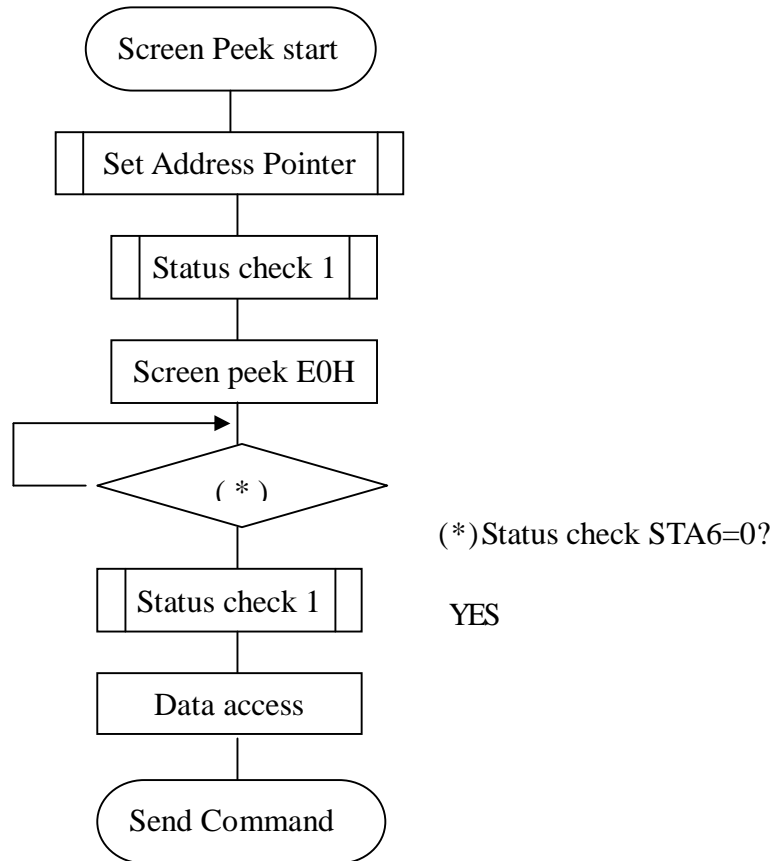 Screen Peek start
Set Address Pointer
Status check 1
Screen peek E0H
( * )
(*)Status check STA6=0?
Status check 1
YES
Data access
Send Command